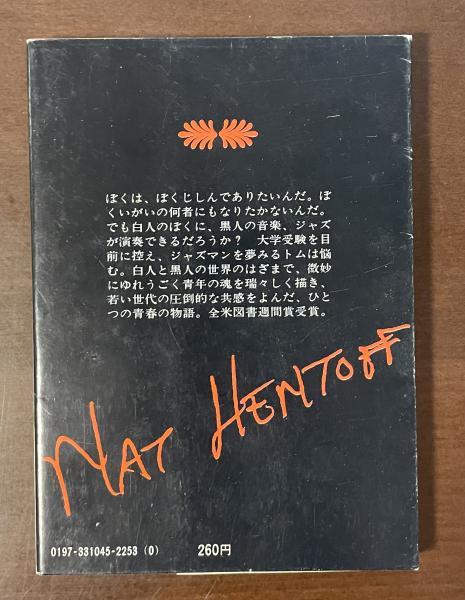 ぼくは、ぼくじしんでありたいんだ。ぼ
くいがいの何者にもなりたかないんだ。
でも白人のぼくに、黒人の音楽、ジャズ
が演奏できるだろうか？　大学受験を目
前に控え、ジャズマンを夢みるトムは悩
む。白人と黒人の世界のはざまで、微妙
にゆれうごく青年の魂を瑞々しく描き、
若い世代の圧倒的な共感をよんだ、ひと
つの青春の物語。全米図書週間賞受賞。
NAT HENTOFF
0197-331045-2253 (0)　260円